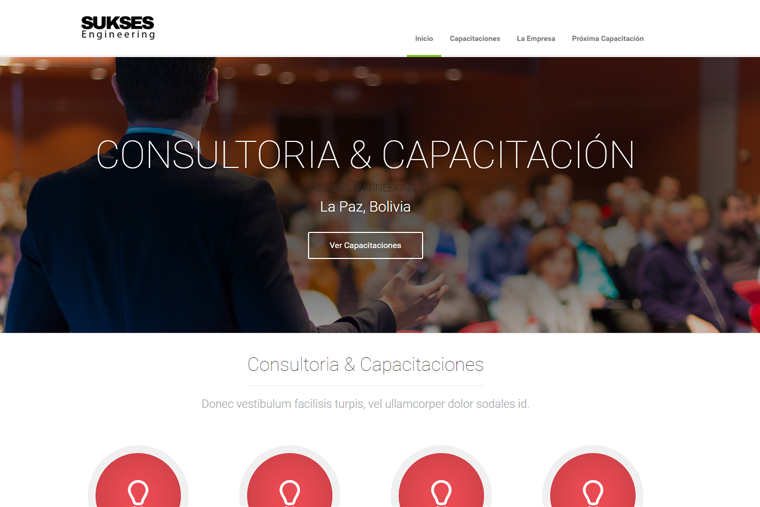 SUKSES
Engineering
Inicio Capacitaciones La Empresa Próxima Capacitación
CONSULTORIA & CAPACITACIÓN
ENGINEERING
La Paz, Bolivia
Ver Capacitaciones
Consultoria & Capacitaciones
Donec vestibulum facilisis turpis, vel ullamcorper dolor sodales id.